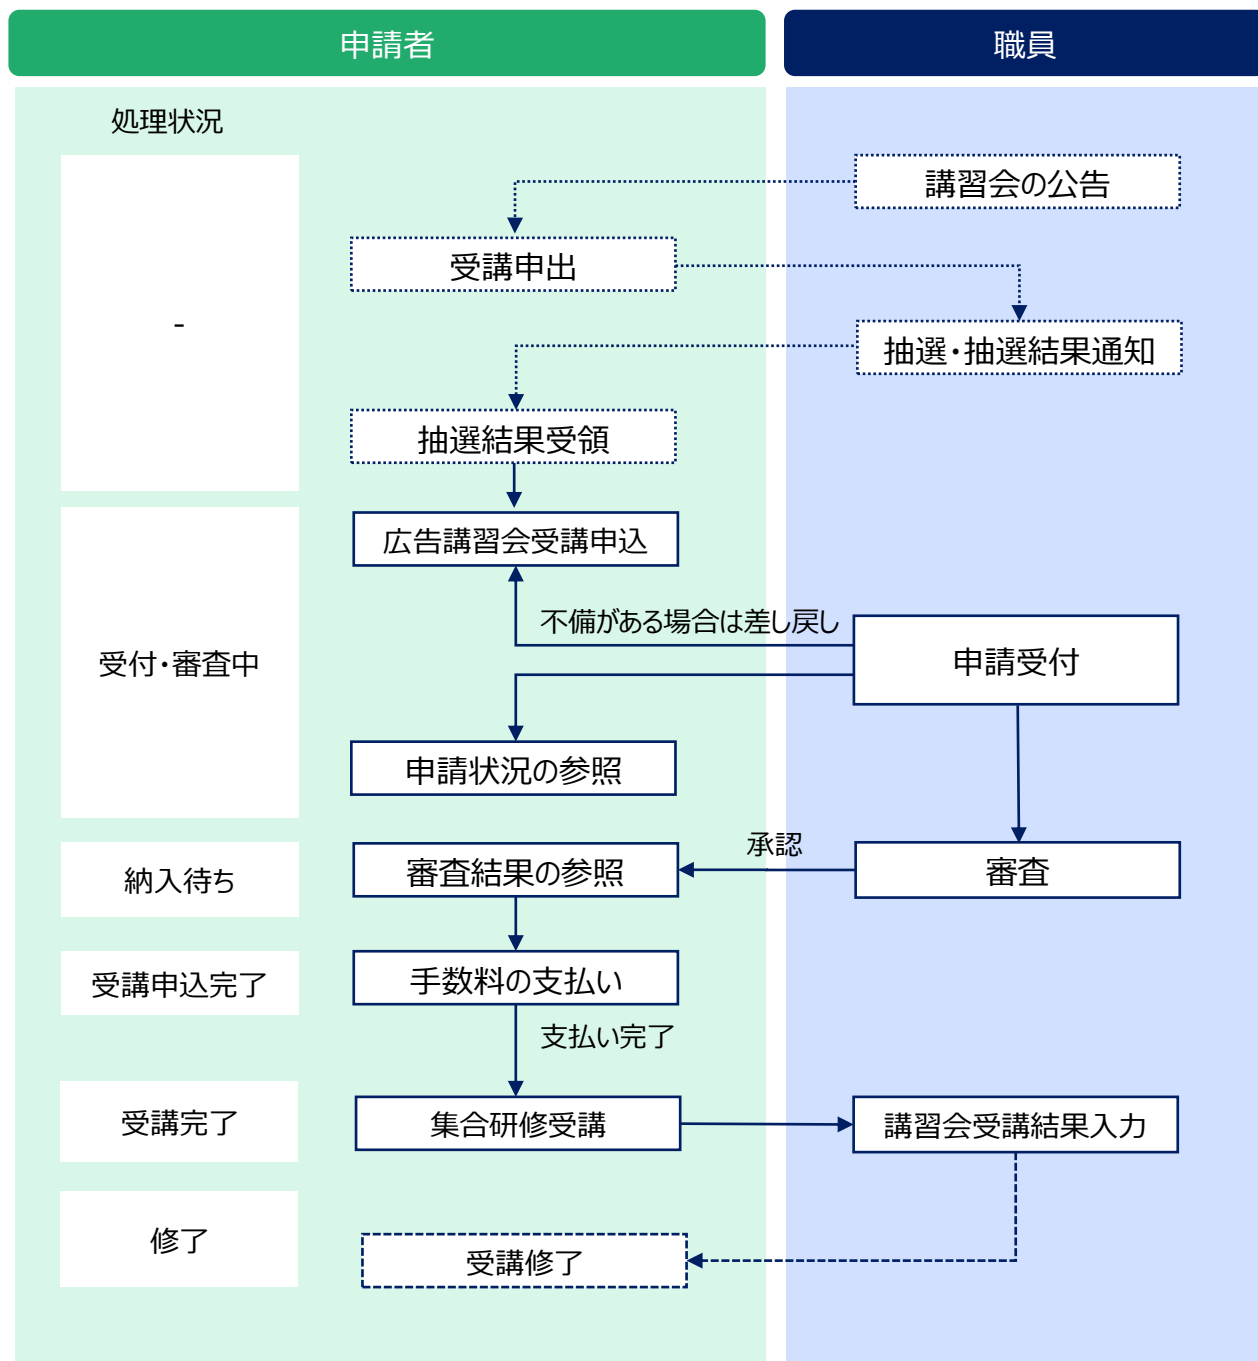 申請者
職員
処理状況
講習会の公告
受講申出
-
抽選・抽選結果通知
抽選結果受領
広告講習会受講申込
不備がある場合は差し戻し
受付・審査中
申請受付
申請状況の参照
承認
納入待ち
審査結果の参照
審査
受講申込完了
手数料の支払い
支払い完了
受講完了
集合研修受講
講習会受講結果入力
修了
受講修了